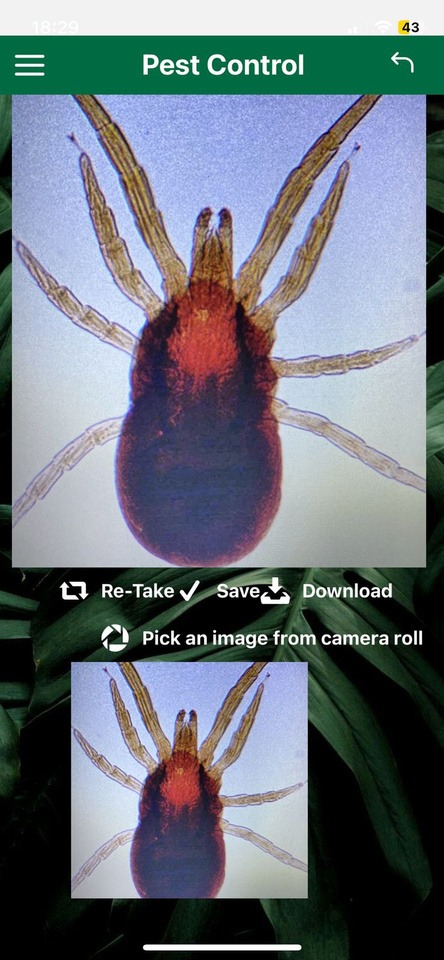 18:29
43
Pest Control
Re-Take Save Download
Pick an image from camera roll